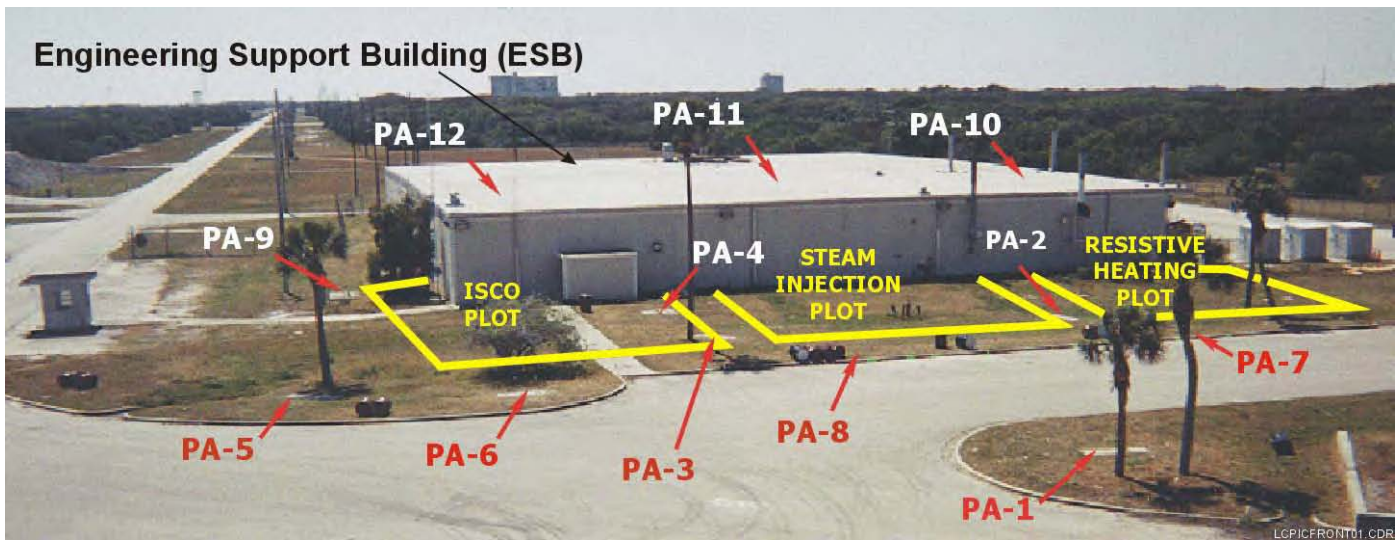 Engineering Support Building (ESB)
PA-12
PA-11
PA-10
PA-9
PA-4
PA-2
ISCO
PLOT
STEAM
INJECTION
PLOT
RESISTIVE
HEATING
PLOT
PA-5
PA-6
PA-3
PA-8
PA-7
PA-1
LCPICFRONT01.CDR